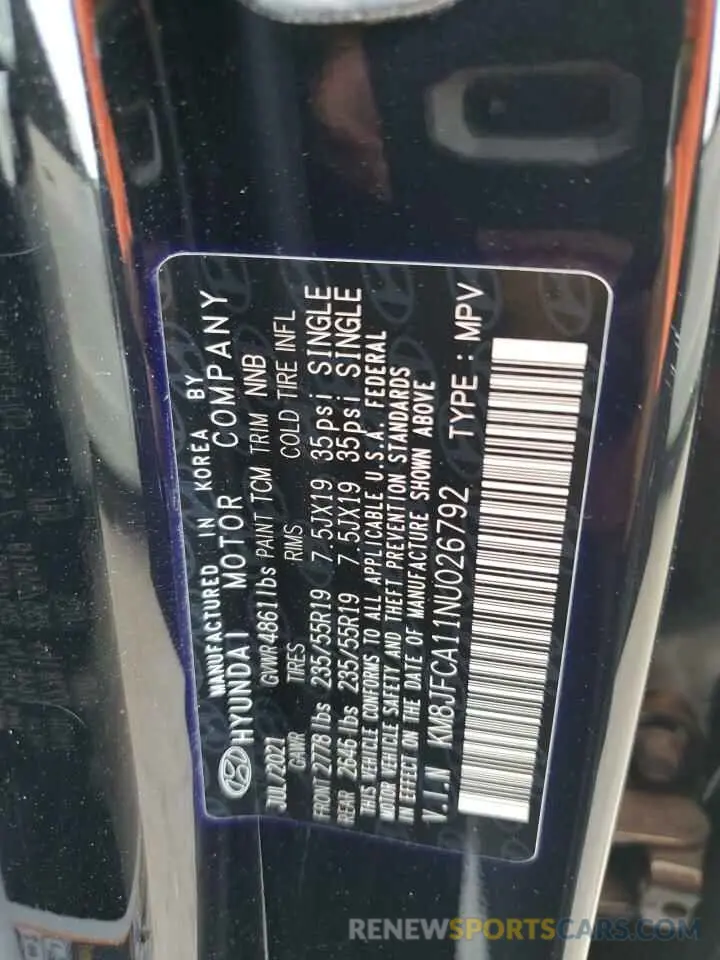 MANUFACTURED IN KOREA BY
HYUNDAI MOTOR COMPANY
JUL/2021 GVWR 4861 lbs PAINT TCM TRIM NNB
GAWR TIRES RMS COLD TIRE INFL
FRONT 2778 lbs 235/55R19 7.5JX19 35psi SINGLE
REAR 2646 lbs 235/55R19 7.5JX19 35psi SINGLE
THIS VEHICLE CONFORMS TO ALL APPLICABLE U.S.A. FEDERAL
MOTOR VEHICLE SAFETY AND THEFT PREVENTION STANDARDS
IN EFFECT ON THE DATE OF MANUFACTURE SHOWN ABOVE
V.I.N KM8JFCA11NU026792 TYPE : MPV
RENEWSPORTSCARS.COM